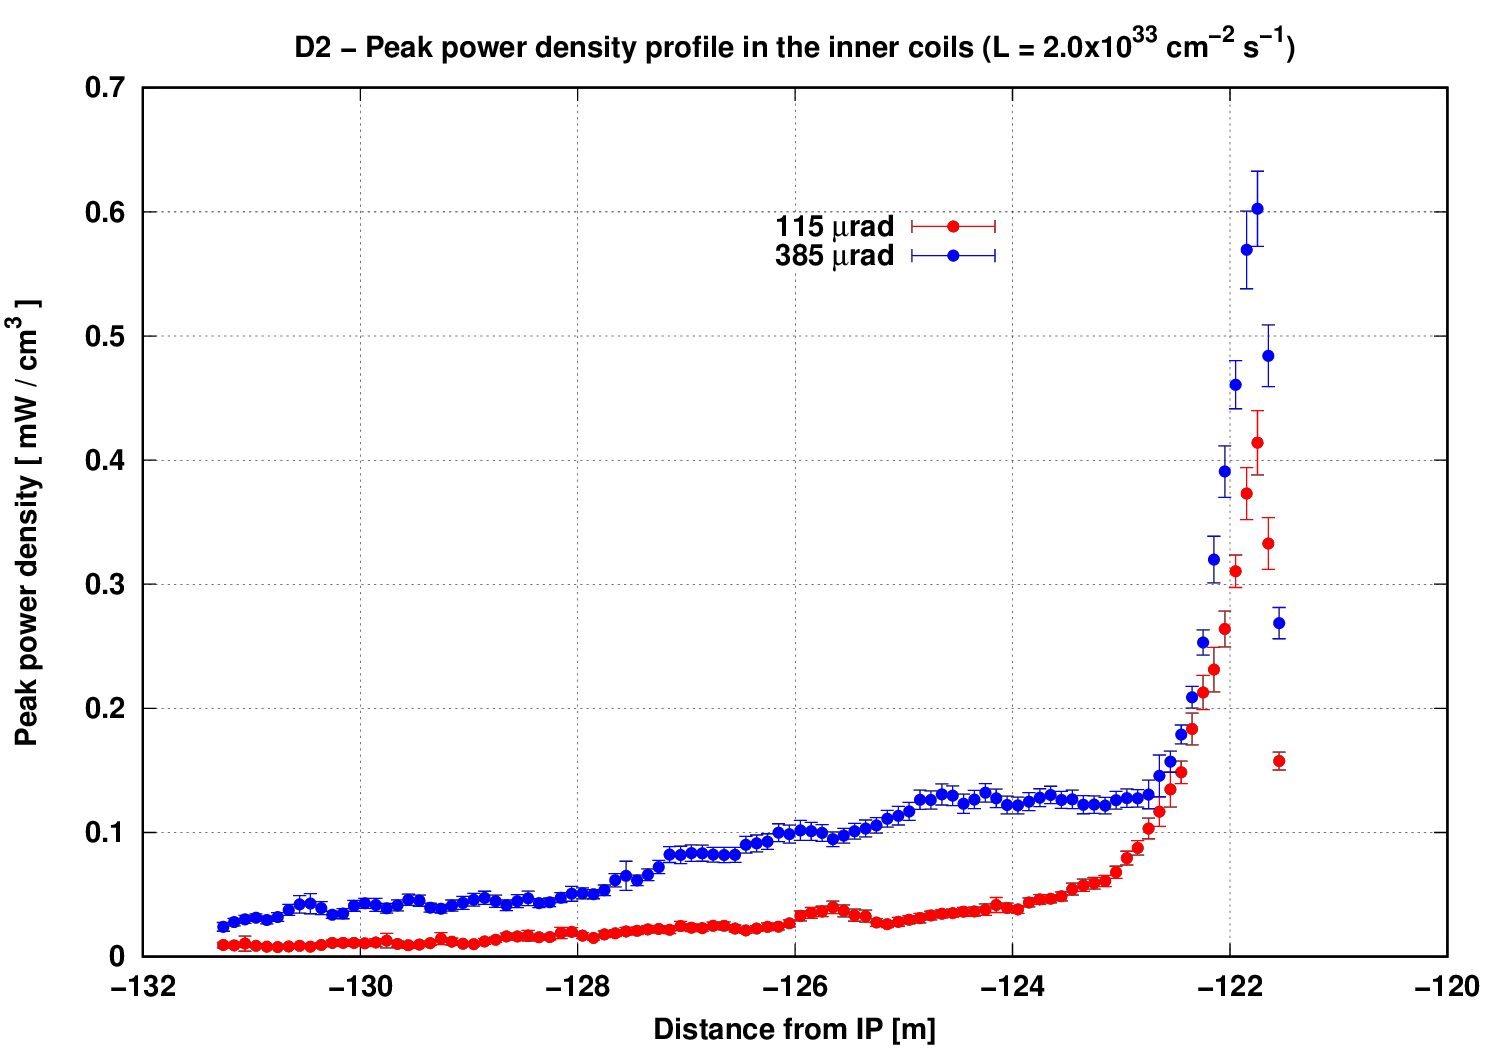 D2 − Peak power density profile in the inner coils (L = 2.0x10³³ cm⁻² s⁻¹)
0.7
0.6
0.5
0.4
0.3
0.2
0.1
0
Peak power density [ mW / cm³ ]
115 μrad
385 μrad
−132 −130 −128 −126 −124 −122 −120
Distance from IP [m]